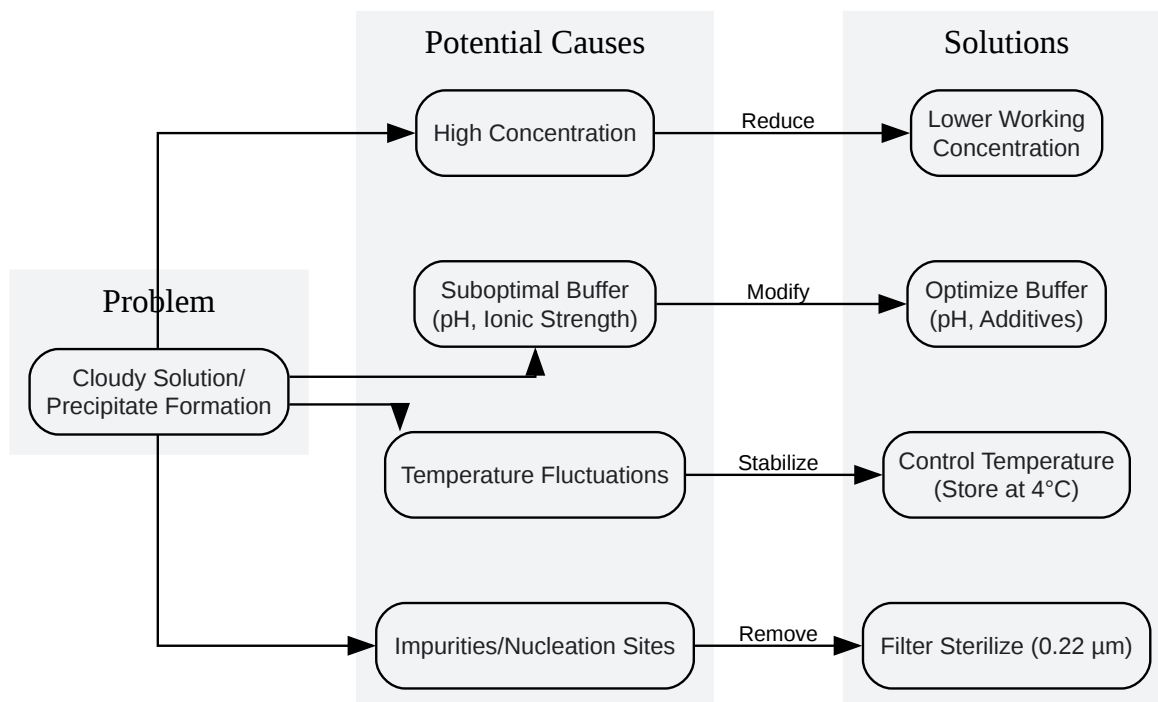 Potential Causes
Solutions
High Concentration
Reduce
Lower Working
Concentration
Problem
Suboptimal Buffer
(pH, Ionic Strength)
Modify
Optimize Buffer
(pH, Additives)
Cloudy Solution/
Precipitate Formation
Temperature Fluctuations
Stabilize
Control Temperature
(Store at 4°C)
Impurities/Nucleation Sites
Remove
Filter Sterilize (0.22 µm)